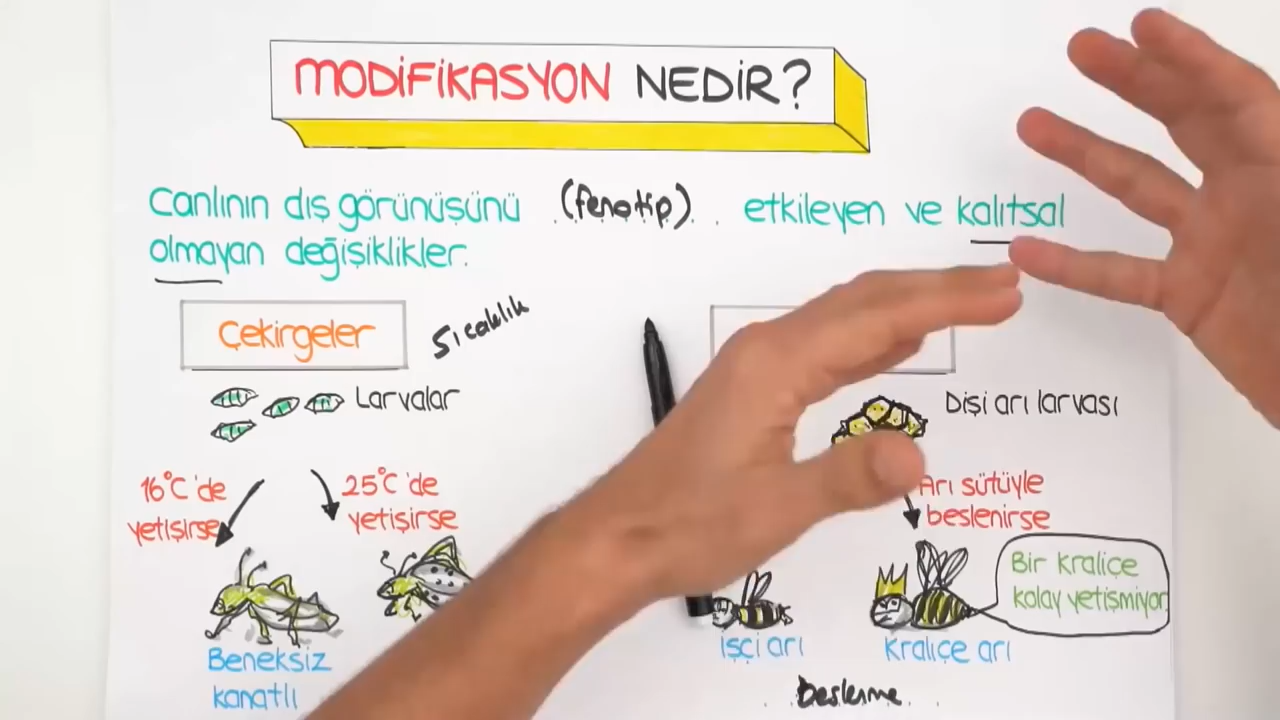 MODİFİKASYON NEDİR?
Canlının dış görünüşünü (fenotip) etkileyen ve kalıtsal
olmayan değişiklikler.
Çekirgeler
Sıcaklık
Larvalar
Dişi arı larvası
16°C'de
yetişirse
25°C'de
yetişirse
Arı sütüyle
beslenirse
Bir kraliçe
kolay yetişmiyor
Beneksiz
kanatlı
İşçi arı
Kraliçe arı
beslenme